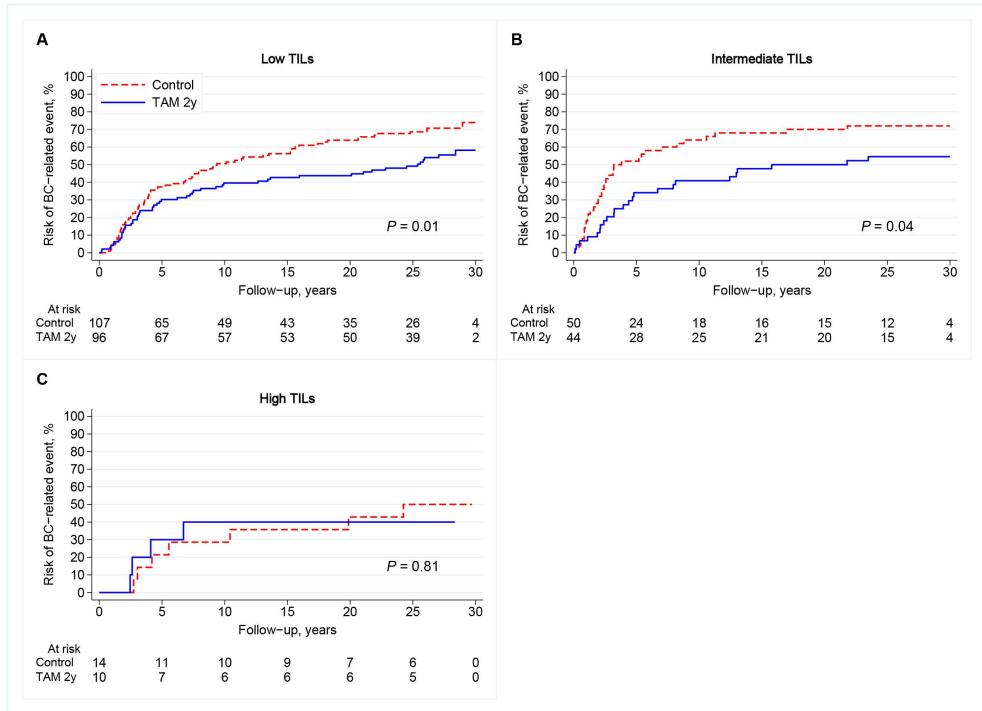 A
Low TILs
Risk of BC-related event, %
100
90
80
70
60
50
40
30
20
10
0
Control
TAM 2y
P = 0.01
0 5 10 15 20 25 30
Follow-up, years
At risk
Control 107 65 49 43 35 26 4
TAM 2y 96 67 57 53 50 39 2
B
Intermediate TILs
Risk of BC-related event, %
100
90
80
70
60
50
40
30
20
10
0
P = 0.04
0 5 10 15 20 25 30
Follow-up, years
At risk
Control 50 24 18 16 15 12 4
TAM 2y 44 28 25 21 20 15 4
C
High TILs
Risk of BC-related event, %
100
90
80
70
60
50
40
30
20
10
0
P = 0.81
0 5 10 15 20 25 30
Follow-up, years
At risk
Control 14 11 10 9 7 6 0
TAM 2y 10 7 6 6 6 5 0